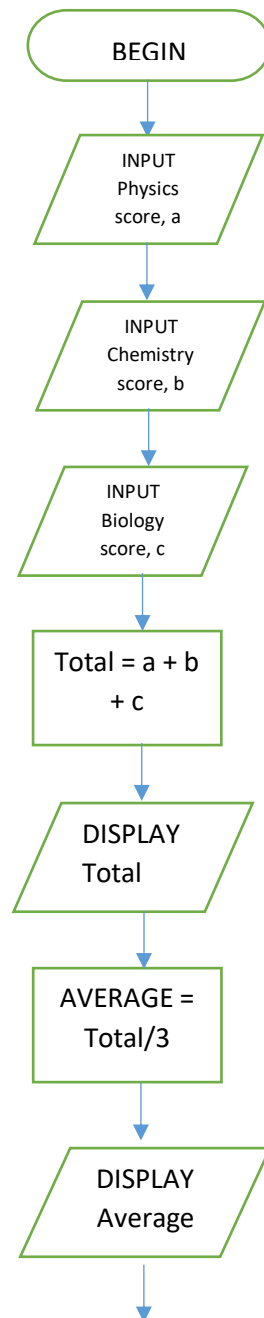 BEGIN
INPUT
Physics
score, a
INPUT
Chemistry
score, b
INPUT
Biology
score, c
Total = a + b
+ c
DISPLAY
Total
AVERAGE =
Total/3
DISPLAY
Average